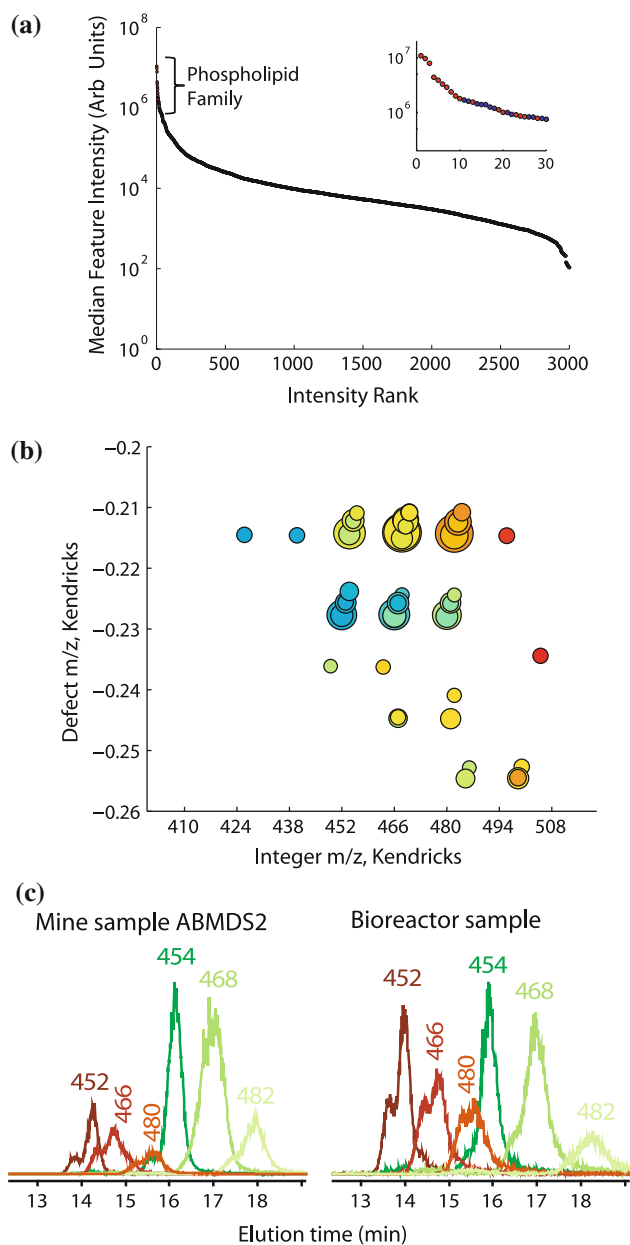 (a)
10^8
10^6
10^4
10^2
10^0
Median Feature Intensity (Arb Units)
Phospholipid
Family
10^7
10^6
0 10 20 30
0 500 1000 1500 2000 2500 3000
Intensity Rank
(b)
−0.2
−0.21
−0.22
−0.23
−0.24
−0.25
−0.26
Defect m/z, Kendricks
410 424 438 452 466 480 494 508
Integer m/z, Kendricks
(c)
Mine sample ABMDS2
454
468
452
466
480
482
13 14 15 16 17 18
Bioreactor sample
452
454
468
466
480
482
13 14 15 16 17 18
Elution time (min)